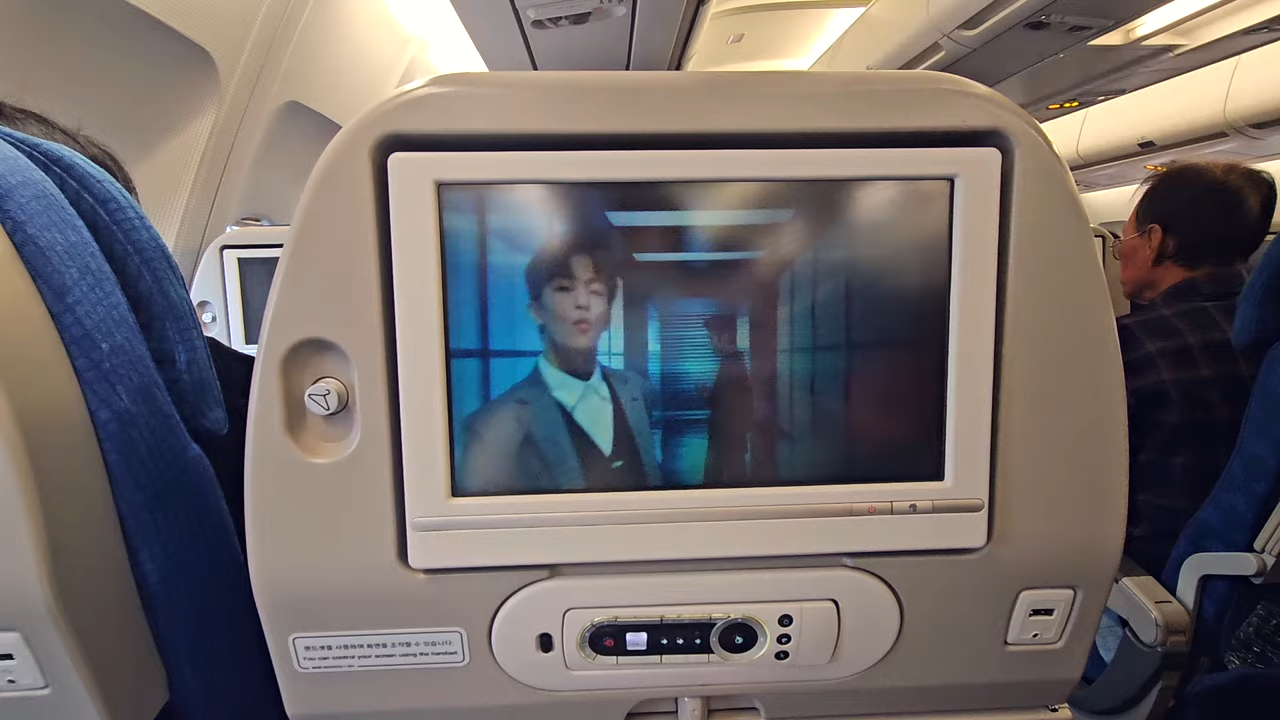 핸드셋를 사용하여 화면을 조작할 수 있습니다.
You can control your screen using the handset.